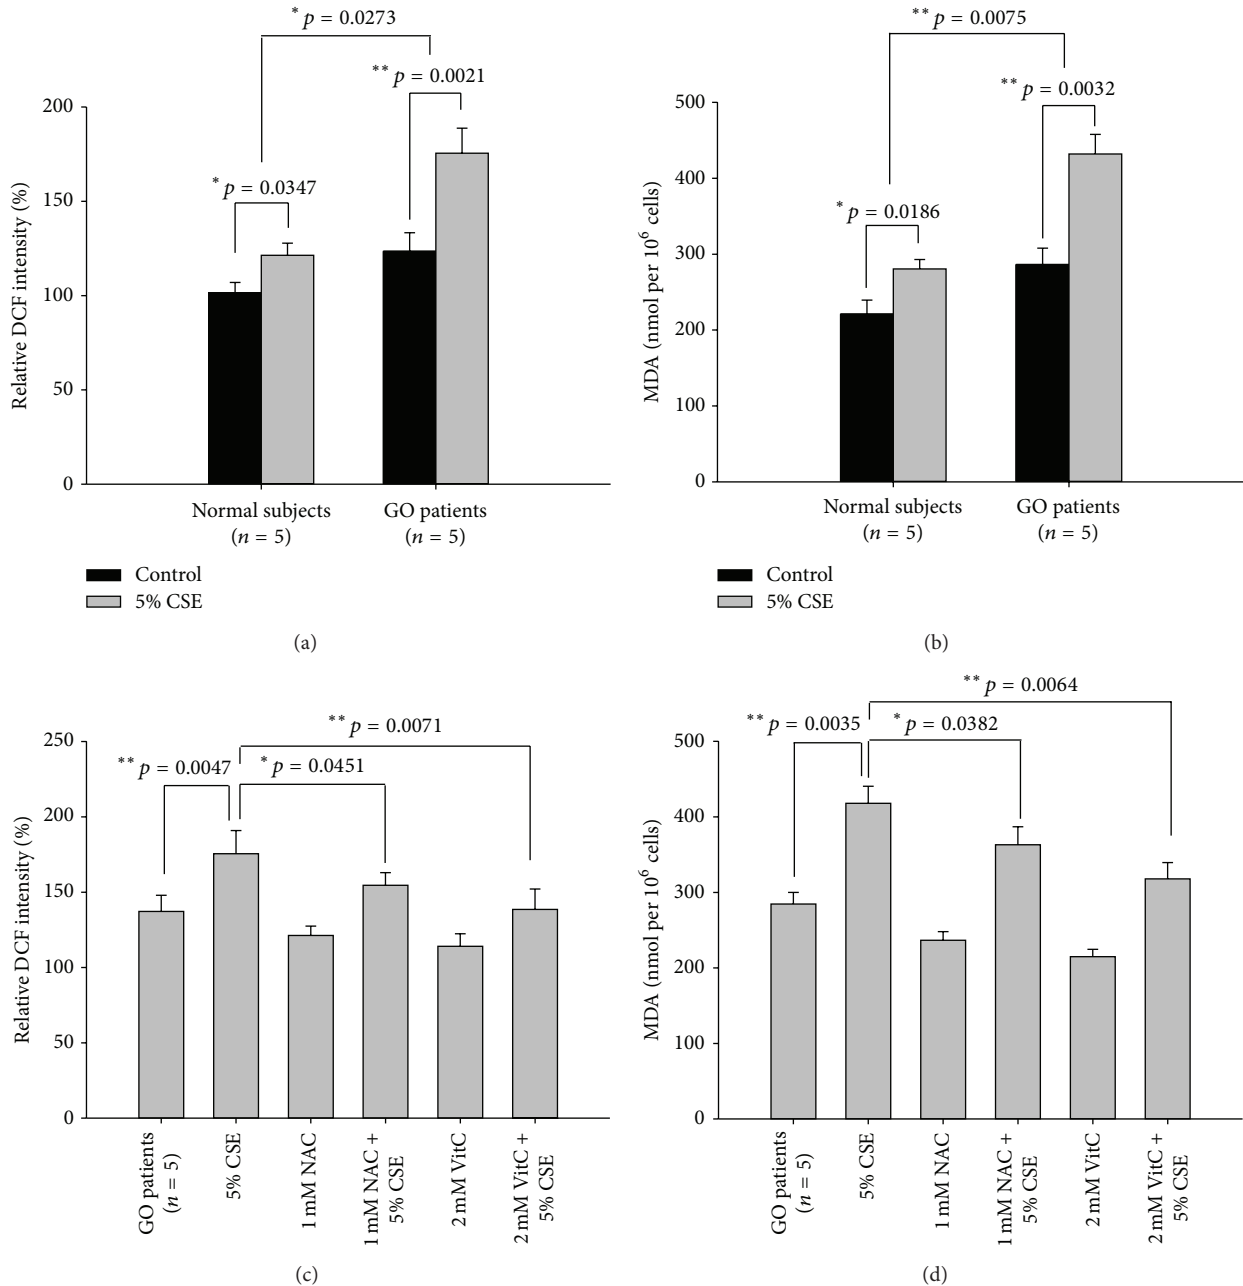 * p = 0.0273
** p = 0.0021
* p = 0.0347
Relative DCF intensity (%)
200
150
100
50
0
Normal subjects
(n = 5)
GO patients
(n = 5)
Control
5% CSE
(a)
** p = 0.0075
** p = 0.0032
* p = 0.0186
MDA (nmol per 10⁶ cells)
500
400
300
200
100
0
Normal subjects
(n = 5)
GO patients
(n = 5)
Control
5% CSE
(b)
** p = 0.0071
** p = 0.0047
* p = 0.0451
Relative DCF intensity (%)
250
200
150
100
50
0
GO patients
(n = 5)
5% CSE
1 mM NAC
1 mM NAC +
5% CSE
2 mM VitC
2 mM VitC +
5% CSE
(c)
** p = 0.0064
** p = 0.0035
* p = 0.0382
MDA (nmol per 10⁶ cells)
500
400
300
200
100
0
GO patients
(n = 5)
5% CSE
1 mM NAC
1 mM NAC +
5% CSE
2 mM VitC
2 mM VitC +
5% CSE
(d)